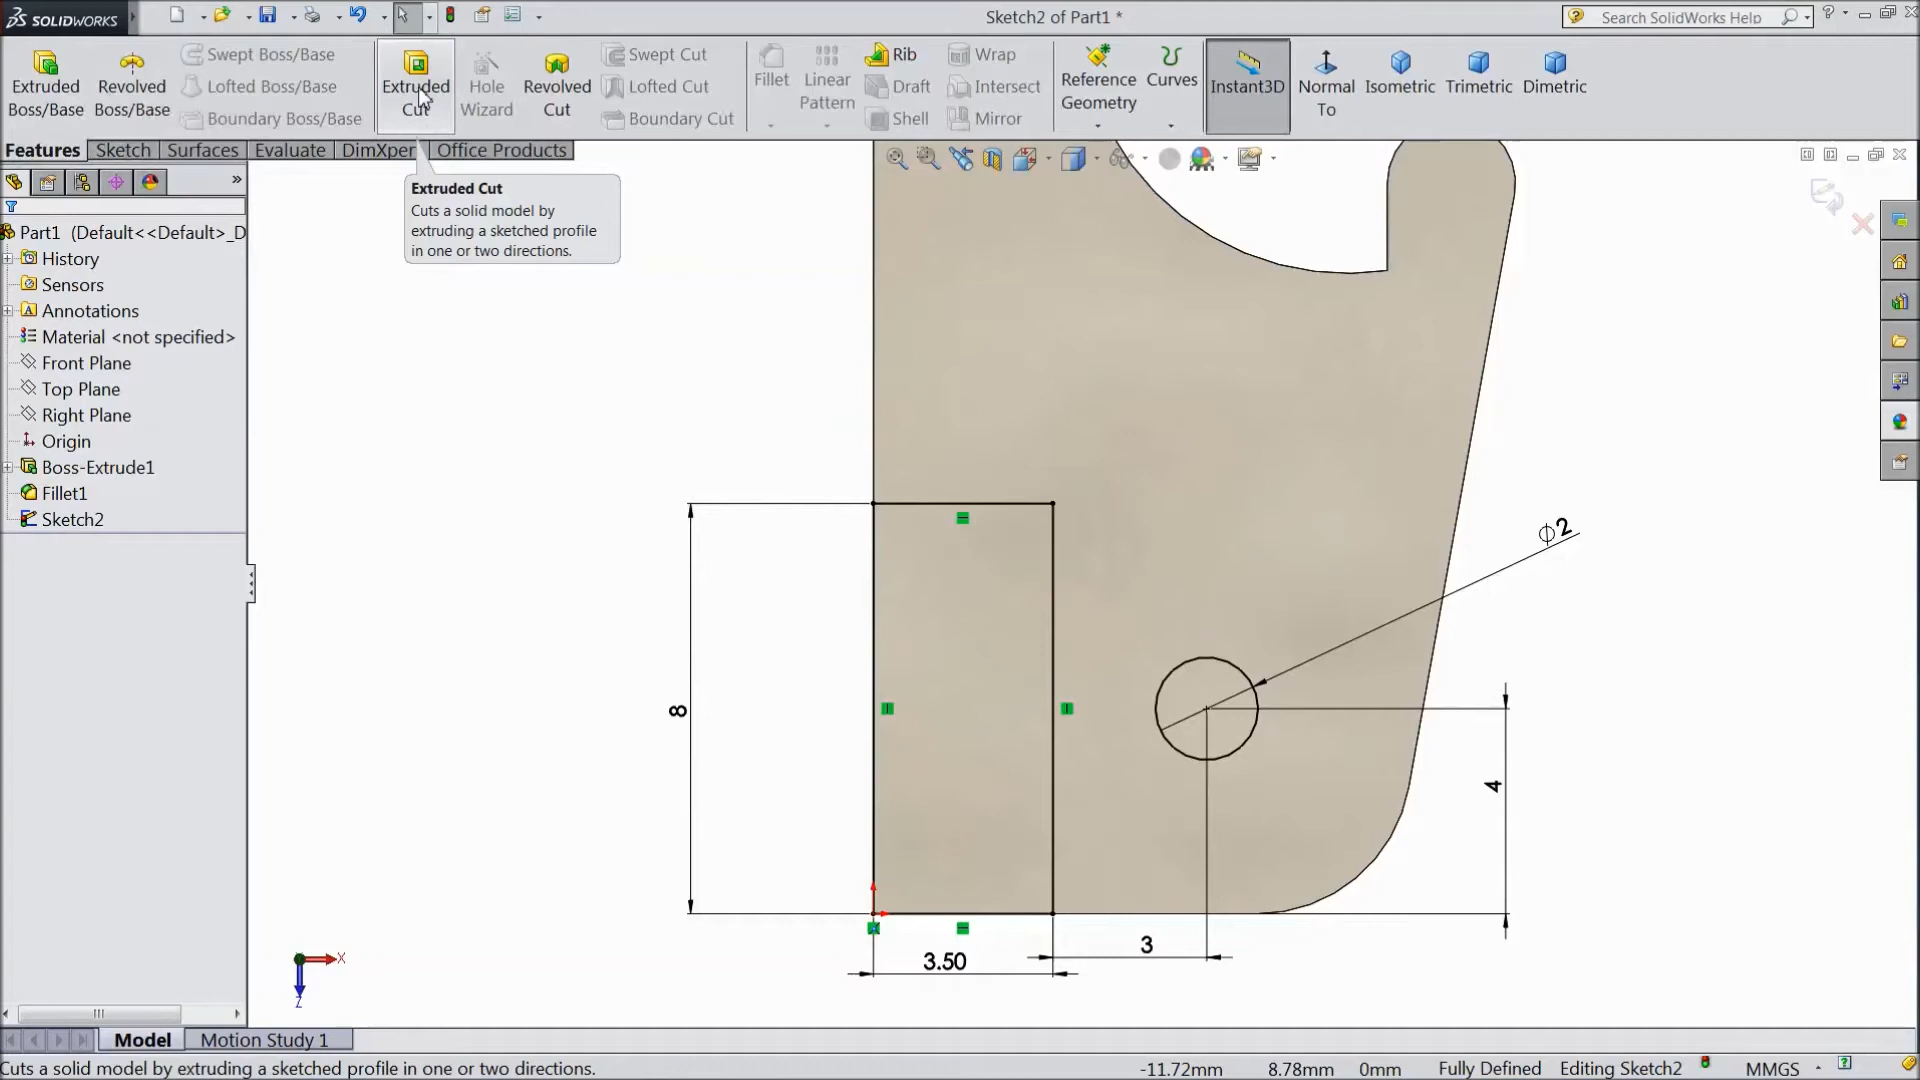 SOLIDWORKS
Sketch2 of Part1 *
Search SolidWorks Help
Extruded
Boss/Base
Revolved
Boss/Base
Swept Boss/Base
Lofted Boss/Base
Boundary Boss/Base
Extruded
Cut
Hole
Wizard
Revolved
Cut
Swept Cut
Lofted Cut
Boundary Cut
Fillet
Linear
Pattern
Rib
Draft
Shell
Wrap
Intersect
Mirror
Reference
Geometry
Curves
Instant3D
Normal
To
Isometric
Trimetric
Dimetric
Features
Sketch
Surfaces
Evaluate
DimXper
Office Products
Extruded Cut
Cuts a solid model by
extruding a sketched profile
in one or two directions.
Part1 (Default<<Default>_D
History
Sensors
Annotations
Material <not specified>
Front Plane
Top Plane
Right Plane
Origin
Boss-Extrude1
Fillet1
Sketch2
8
3.50
3
4
∅2
X
Z
Model
Motion Study 1
Cuts a solid model by extruding a sketched profile in one or two directions.
-11.72mm
8.78mm
0mm
Fully Defined
Editing Sketch2
MMGS